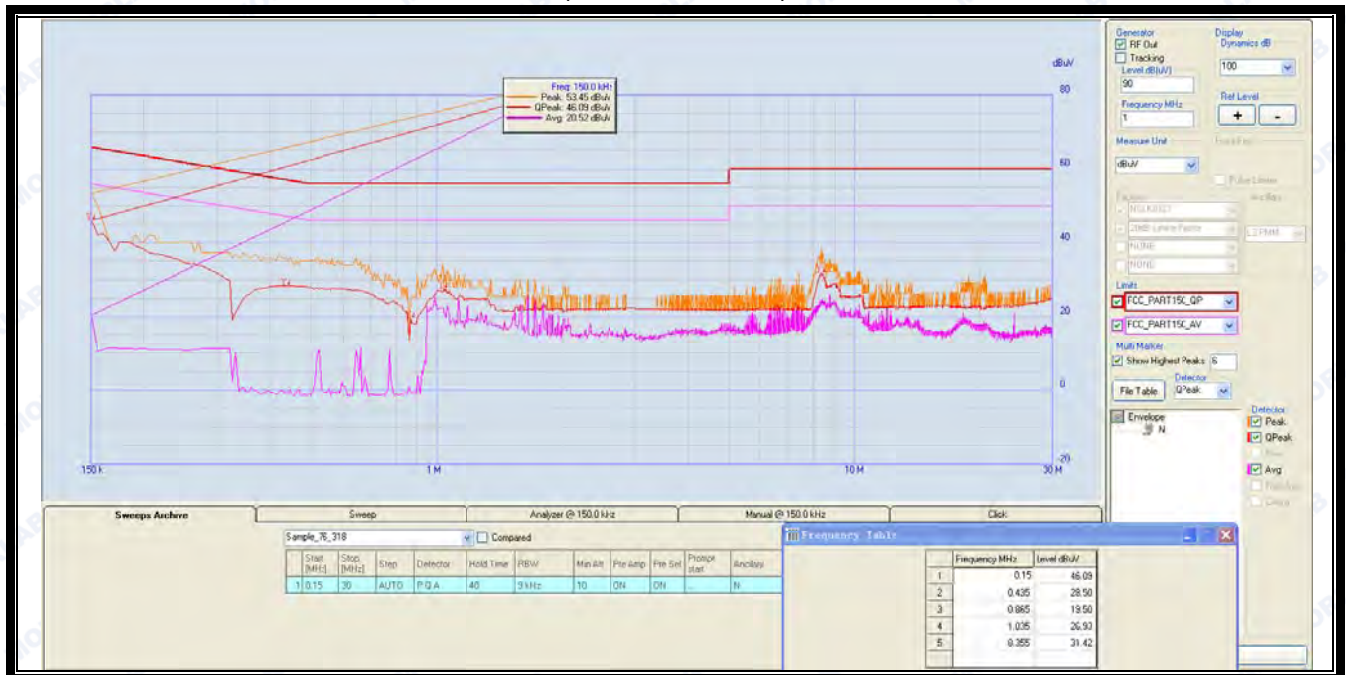 dBuV
80
60
40
20
0
-20
150 k
1 M
10 M
30 M
Freq: 150.0 kHz
Peak: 53.45 dBuV
QPeak: 46.09 dBuV
Avg: 20.52 dBuV
Generator
RF Out
Tracking
Level dB(uV)
90
Frequency MHz
1
Display
Dynamics dB
100
Ref Level
+ -
Measure Unit
dBuV
Pulse Limiter
NONE
NONE
Limits
FCC_PART15C_QP
FCC_PART15C_AV
Multi Marker
Show Highest Peaks 6
Detector
File Table QPeak
Envelope
N
Detector
Peak
QPeak
Avg
Sweeps Archive Sweep Analyzer @ 150.0 kHz Manual @ 150.0 kHz Click
Sample_76_318 Compared
Start [MHz] Stop [MHz] Step Detector Hold Time RBW Min Att Pre Amp Pre Sel Prompt start Ancillary
1 0.15 30 AUTO P Q A 40 9 kHz 10 ON ON ... N
Frequency Table
Frequency MHz Level dBuV
1 0.15 46.09
2 0.435 28.50
3 0.865 19.50
4 1.035 26.93
5 31.42